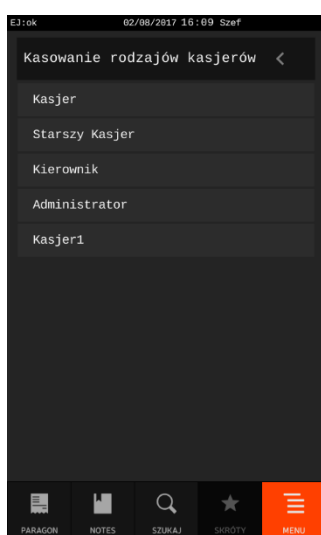 EJ:ok 02/08/2017 16:09 Szef
Kasowanie rodzajów kasjerów
Kasjer
Starszy Kasjer
Kierownik
Administrator
Kasjer1
PARAGON NOTES SZUKAJ SKRÓTY MENU